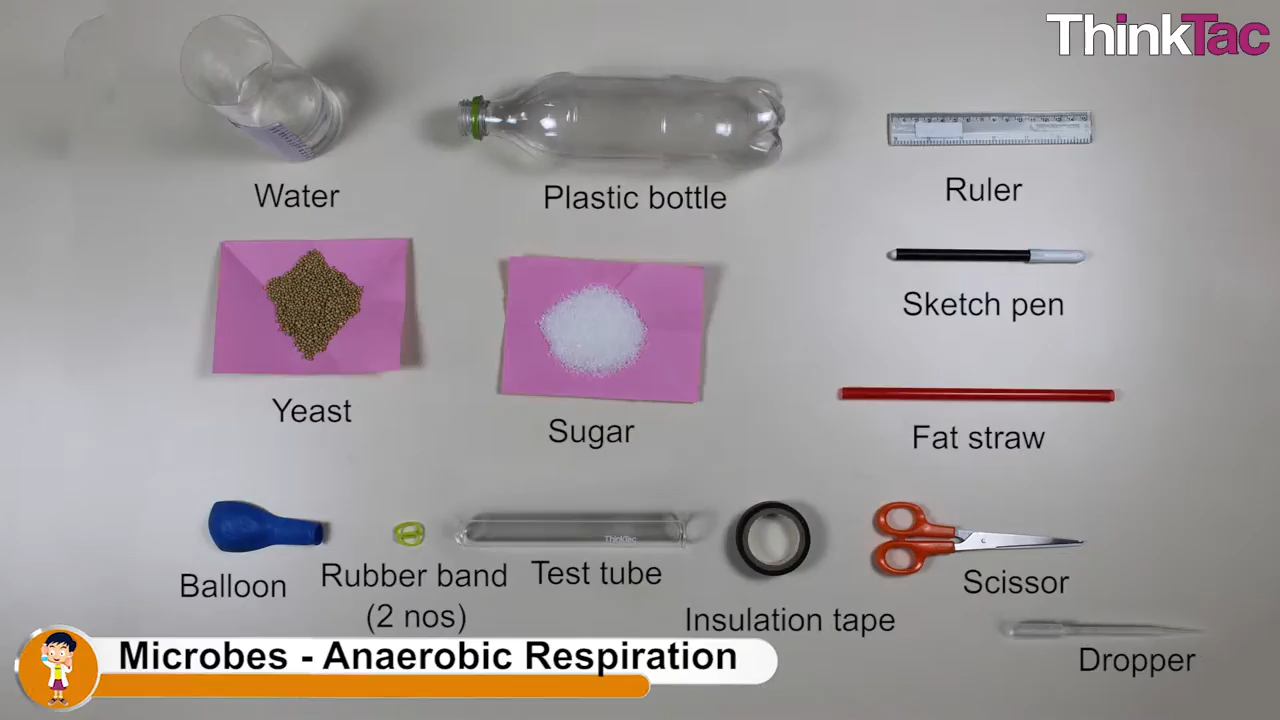 ThinkTac
Water
Plastic bottle
Ruler
Yeast
Sugar
Sketch pen
Fat straw
Balloon
Rubber band
(2 nos)
Test tube
ThinkTac
Insulation tape
Scissor
Dropper
Microbes - Anaerobic Respiration